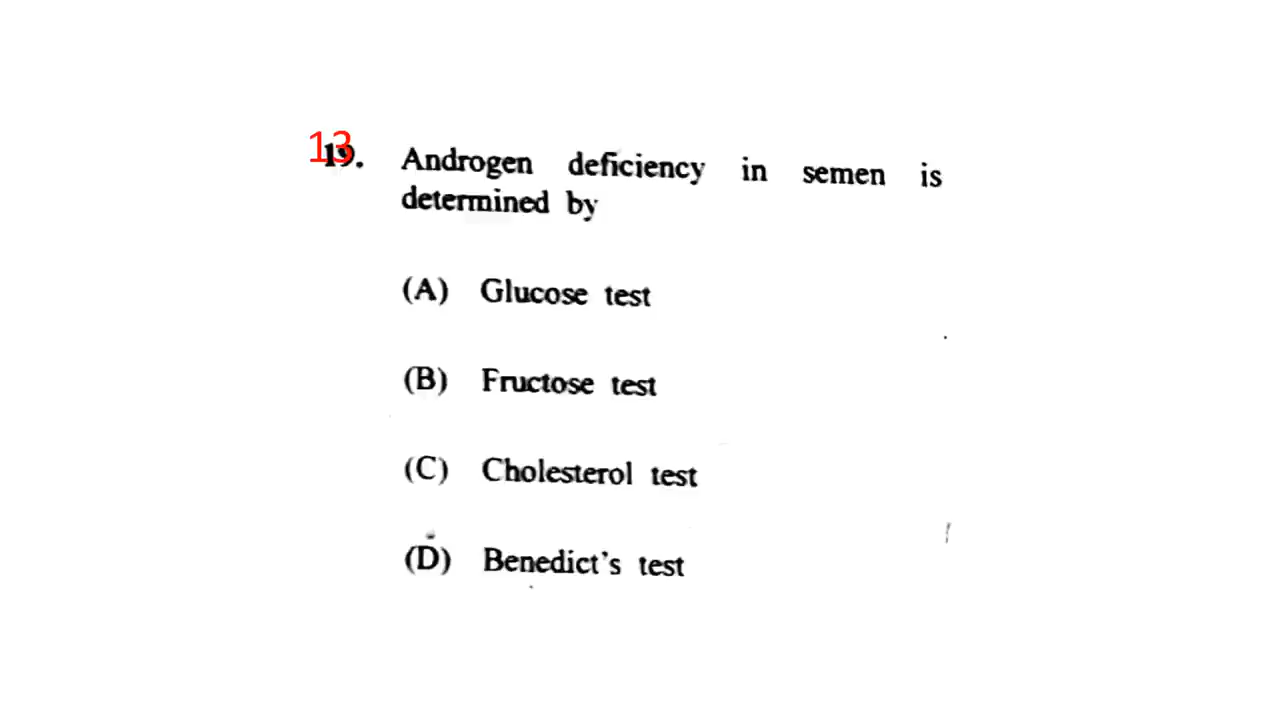 13
19. Androgen deficiency in semen is
determined by
(A) Glucose test
(B) Fructose test
(C) Cholesterol test
(D) Benedict's test